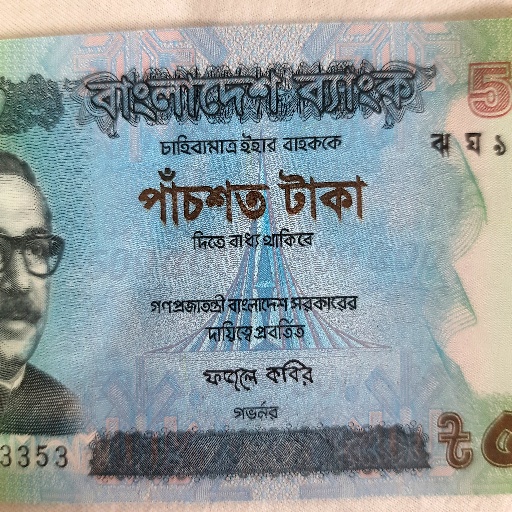 বাংলাদেশ ব্যাংক
5
চাহিবামাত্র ইহার বাহককে
ঝ ঘ ১
পাঁচশত টাকা
দিতে বাধ্য থাকিবে
গণপ্রজাতন্ত্রী বাংলাদেশ সরকারের
দায়িত্বে প্রবর্তিত
ফজলে কবির
গভর্নর
3353
৳৫